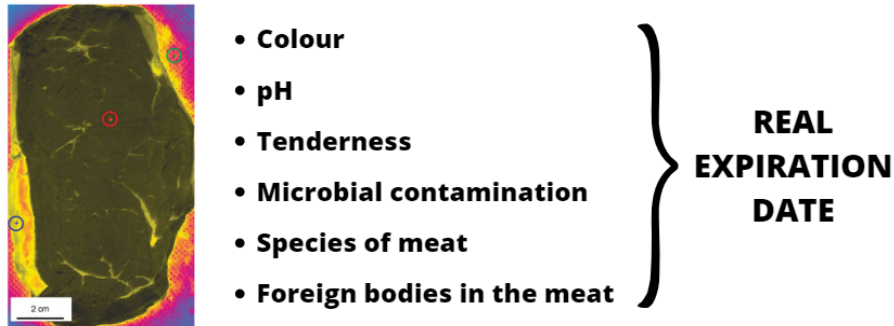 Colour
pH
Tenderness
Microbial contamination
Species of meat
Foreign bodies in the meat
REAL
EXPIRATION
DATE
2 cm